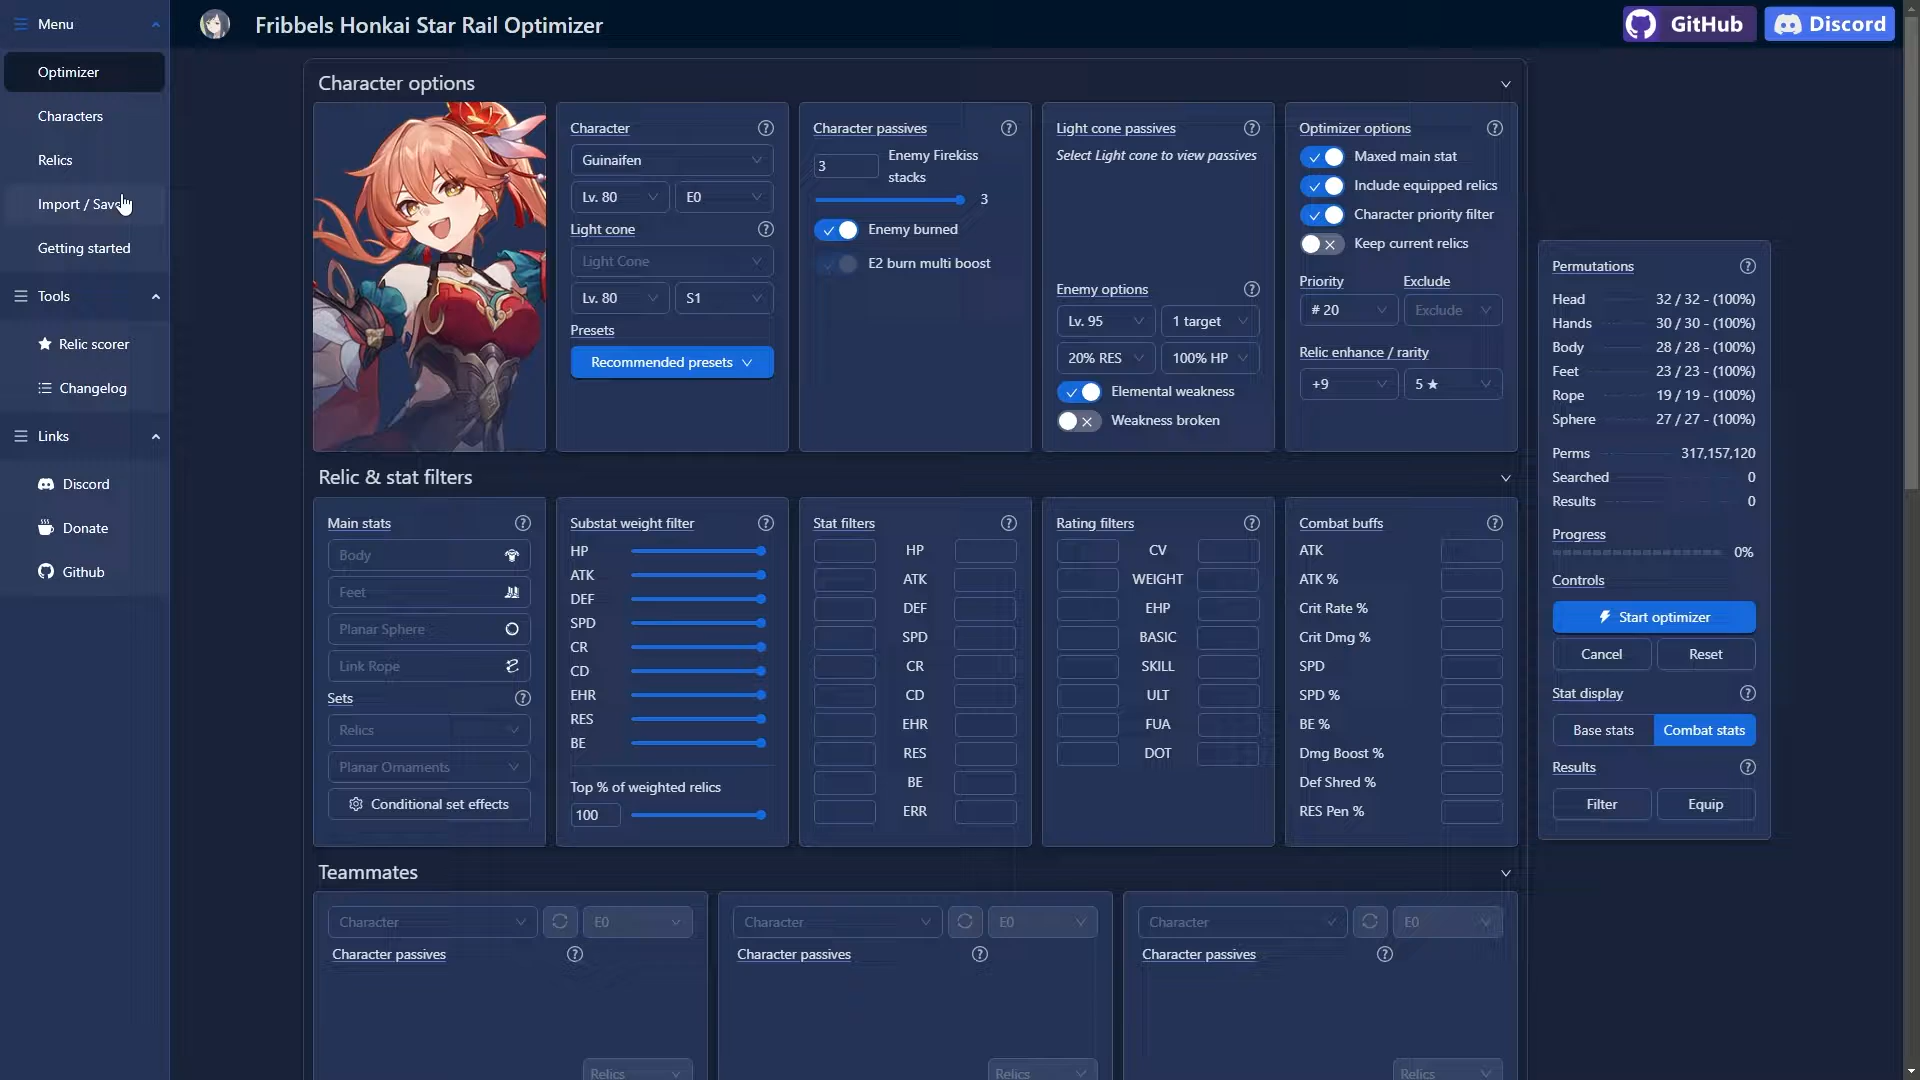 Menu
Fribbels Honkai Star Rail Optimizer
GitHub
Discord
Optimizer
Characters
Relics
Import / Save
Getting started
Tools
Relic scorer
Changelog
Links
Discord
Donate
Github
Character options
Character
Guinaifen
Lv. 80
E0
Light cone
Light Cone
Lv. 80
S1
Presets
Recommended presets
Character passives
3
Enemy Firekiss
stacks
3
Enemy burned
E2 burn multi boost
Light cone passives
Select Light cone to view passives
Enemy options
Lv. 95
1 target
20% RES
100% HP
Elemental weakness
Weakness broken
Optimizer options
Maxed main stat
Include equipped relics
Character priority filter
Keep current relics
Priority
Exclude
# 20
Exclude
Relic enhance / rarity
+9
5 ★
Relic & stat filters
Main stats
Body
Feet
Planar Sphere
Link Rope
Sets
Relics
Planar Ornaments
Conditional set effects
Substat weight filter
HP
ATK
DEF
SPD
CR
CD
EHR
RES
BE
Top % of weighted relics
100
Stat filters
HP
ATK
DEF
SPD
CR
CD
EHR
RES
BE
ERR
Rating filters
CV
WEIGHT
EHP
BASIC
SKILL
ULT
FUA
DOT
Combat buffs
ATK
ATK %
Crit Rate %
Crit Dmg %
SPD
SPD %
BE %
Dmg Boost %
Def Shred %
RES Pen %
Teammates
Character
E0
Character passives
Relics
Character
E0
Character passives
Relics
Character
E0
Character passives
Relics
Permutations
Head 32 / 32 - (100%)
Hands 30 / 30 - (100%)
Body 28 / 28 - (100%)
Feet 23 / 23 - (100%)
Rope 19 / 19 - (100%)
Sphere 27 / 27 - (100%)
Perms 317,157,120
Searched 0
Results 0
Progress
0%
Controls
Start optimizer
Cancel
Reset
Stat display
Base stats
Combat stats
Results
Filter
Equip